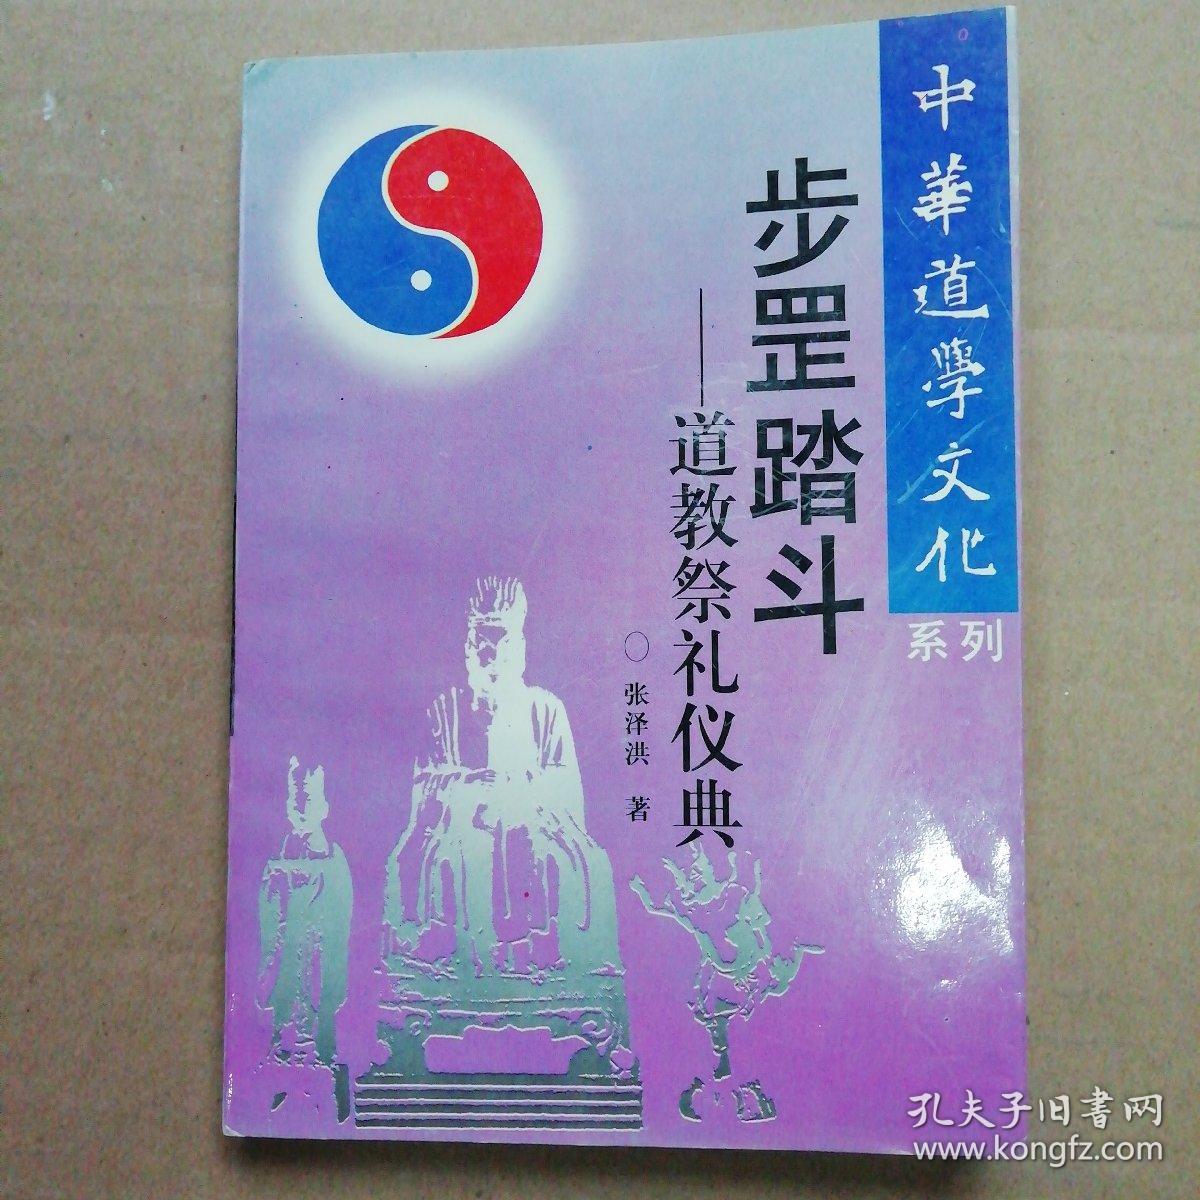 中華道學文化
系列
步罡踏斗
——道教祭礼仪典
○张泽洪 著
孔夫子旧書网
www.kongfz.com